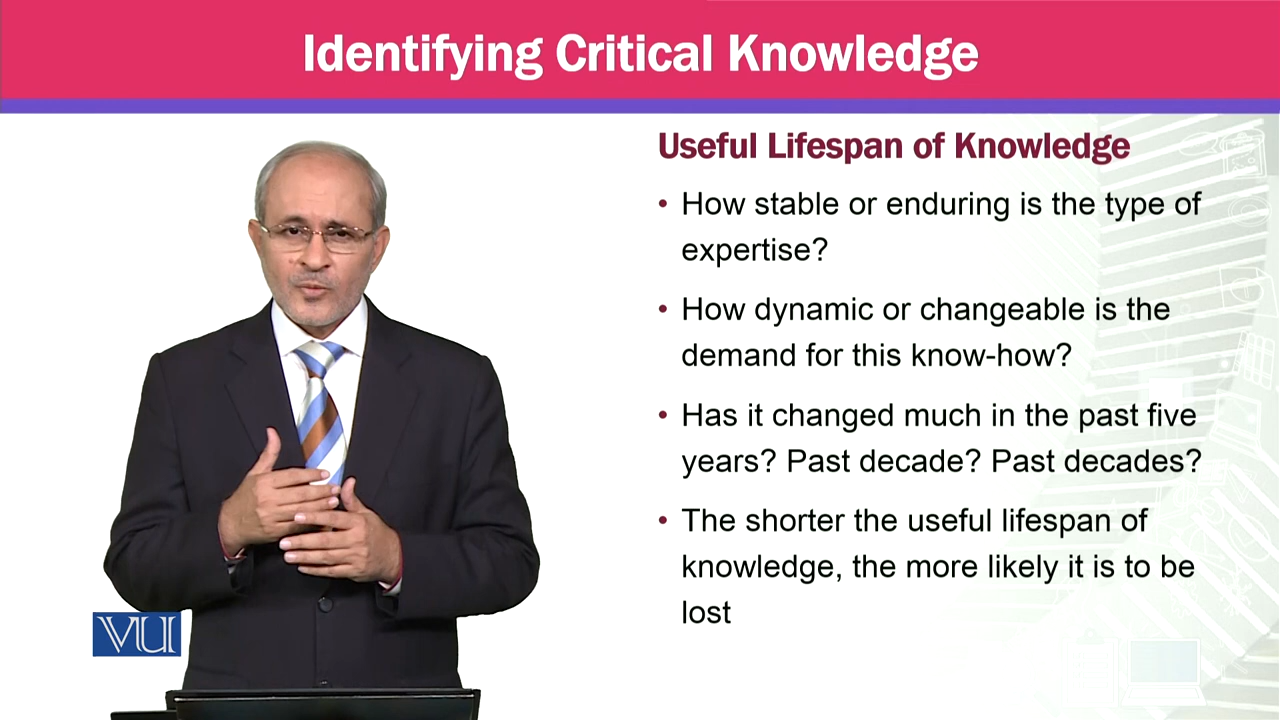 Identifying Critical Knowledge
Useful Lifespan of Knowledge
• How stable or enduring is the type of
expertise?
• How dynamic or changeable is the
demand for this know-how?
• Has it changed much in the past five
years? Past decade? Past decades?
• The shorter the useful lifespan of
knowledge, the more likely it is to be
lost
VU